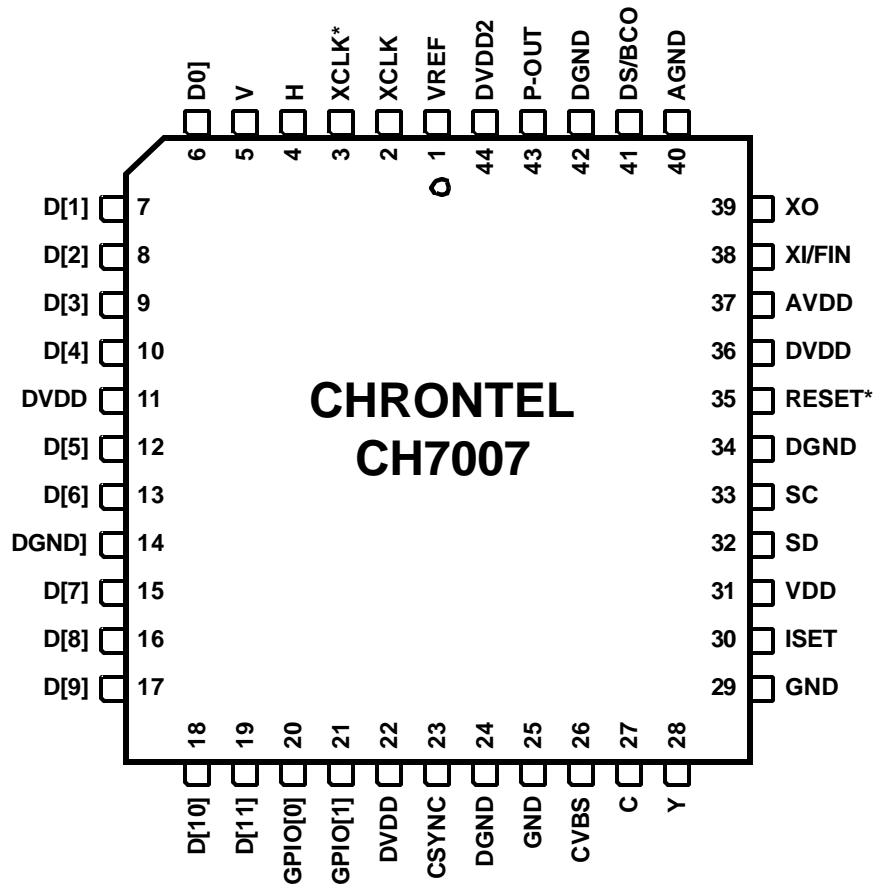 D0] V H XCLK* XCLK VREF DVDD2 P-OUT DGND DS/BCO AGND
6 5 4 3 2 1 44 43 42 41 40
D[1] 7 39 XO
D[2] 8 38 XI/FIN
D[3] 9 37 AVDD
D[4] 10 36 DVDD
DVDD 11 35 RESET*
CHRONTEL
D[5] 12 34 DGND
CH7007
D[6] 13 33 SC
DGND] 14 32 SD
D[7] 15 31 VDD
D[8] 16 30 ISET
D[9] 17 29 GND
18 19 20 21 22 23 24 25 26 27 28
D[10] D[11] GPIO[0] GPIO[1] DVDD CSYNC DGND GND CVBS C Y